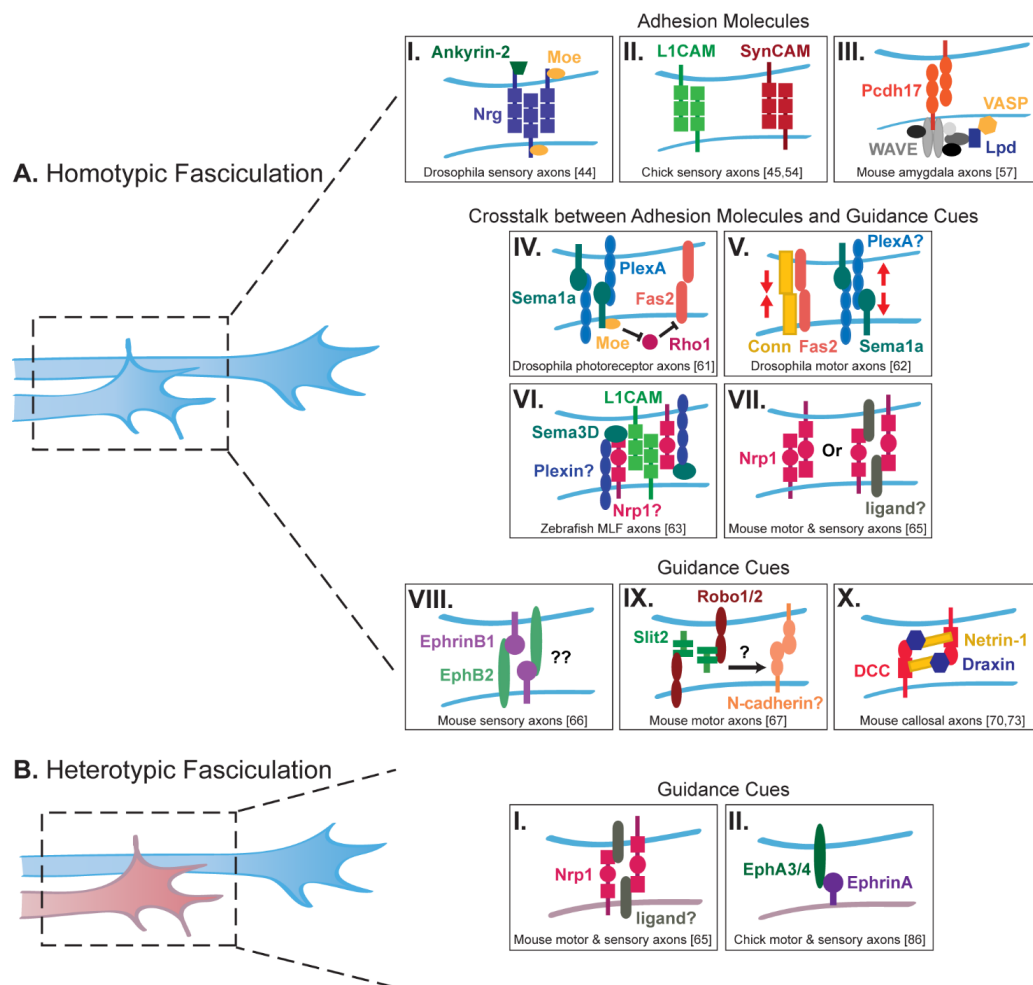 Adhesion Molecules
I.
Ankyrin-2
Moe
Nrg
Drosophila sensory axons [44]
II.
L1CAM
SynCAM
Chick sensory axons [45,54]
III.
Pcdh17
VASP
WAVE
Lpd
Mouse amygdala axons [57]
A. Homotypic Fasciculation
Crosstalk between Adhesion Molecules and Guidance Cues
IV.
PlexA
Sema1a
Fas2
Moe
Rho1
Drosophila photoreceptor axons [61]
V.
PlexA?
Conn
Fas2
Sema1a
Drosophila motor axons [62]
VI.
L1CAM
Sema3D
Plexin?
Nrp1?
Zebrafish MLF axons [63]
VII.
Nrp1
Or
ligand?
Mouse motor & sensory axons [65]
Guidance Cues
VIII.
EphrinB1
EphB2
??
Mouse sensory axons [66]
IX.
Robo1/2
Slit2
?
N-cadherin?
Mouse motor axons [67]
X.
Netrin-1
DCC
Draxin
Mouse callosal axons [70,73]
B. Heterotypic Fasciculation
Guidance Cues
I.
Nrp1
ligand?
Mouse motor & sensory axons [65]
II.
EphA3/4
EphrinA
Chick motor & sensory axons [86]